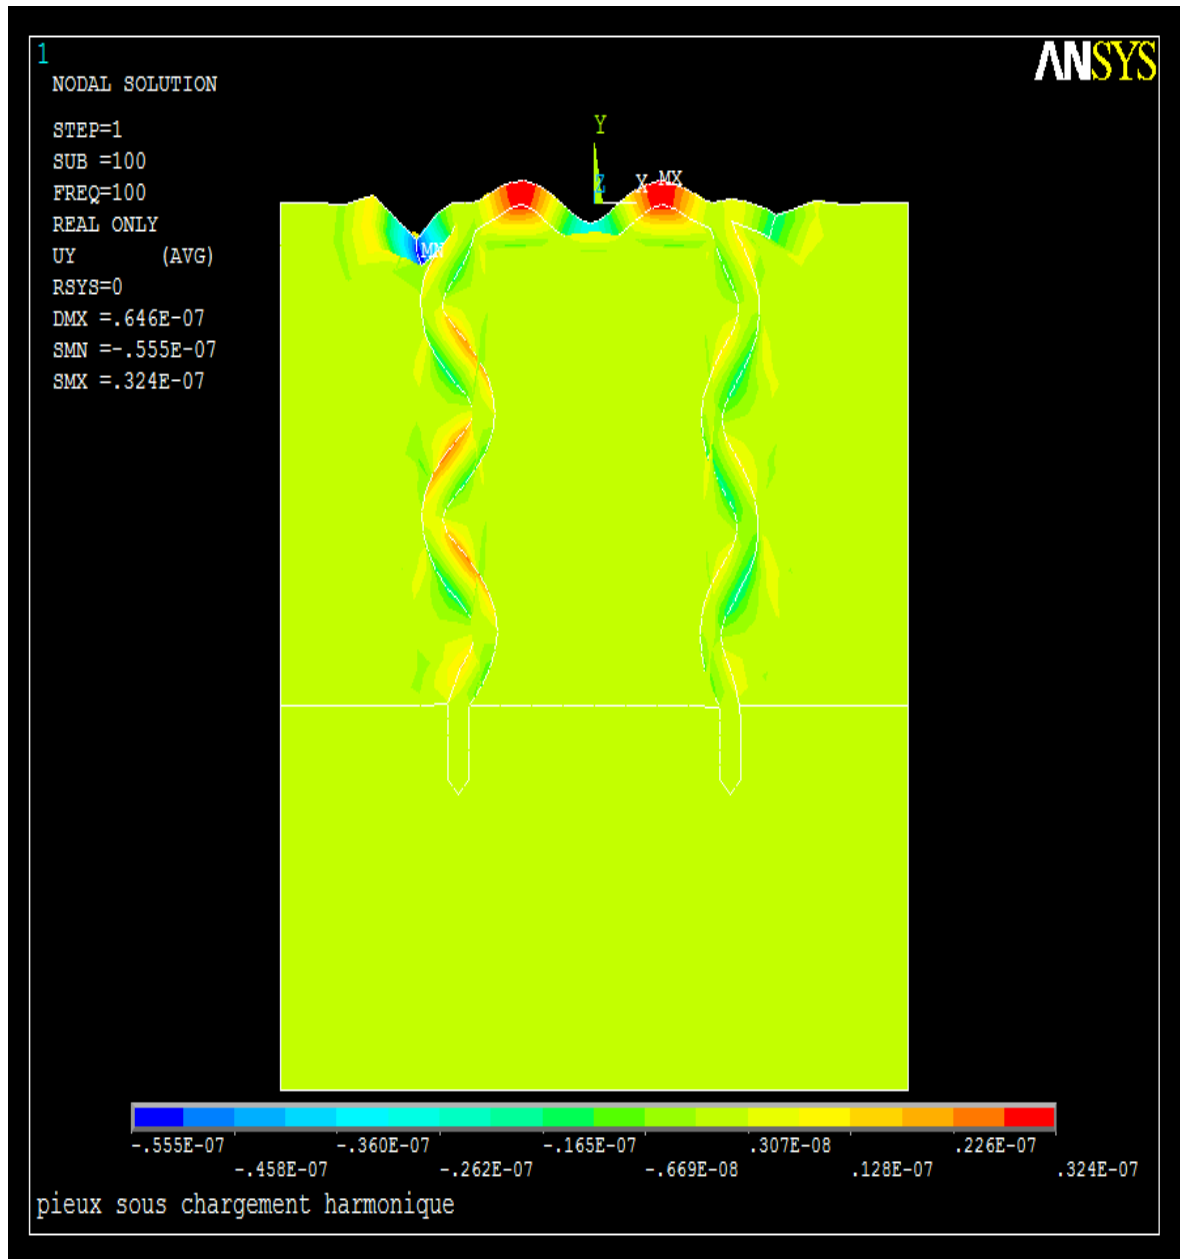 1
ANSYS
NODAL SOLUTION
STEP=1
SUB =100
FREQ=100
REAL ONLY
UY (AVG)
RSYS=0
DMX =.646E-07
SMN =-.555E-07
SMX =.324E-07
Y
Z X MX
MN
-.555E-07 -.360E-07 -.165E-07 .307E-08 .226E-07
-.458E-07 -.262E-07 -.669E-08 .128E-07 .324E-07
pieux sous chargement harmonique